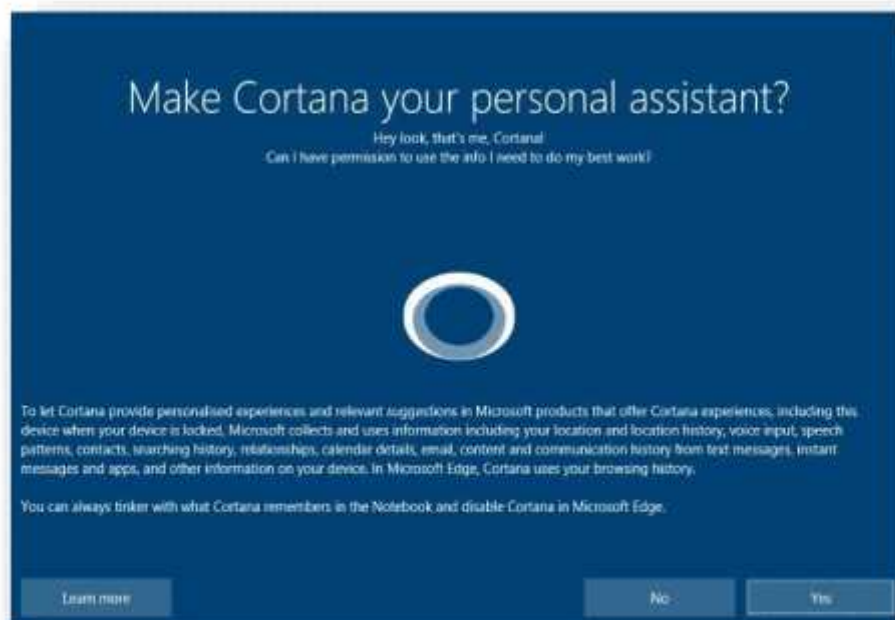 Make Cortana your personal assistant?
Hey look, that's me, Cortana!
Can I have permission to use the info I need to do my best work?
To let Cortana provide personalised experiences and relevant suggestions in Microsoft products that offer Cortana experiences, including this
device when your device is locked, Microsoft collects and uses information including your location and location history, voice input, speech
patterns, contacts, searching history, relationships, calendar details, email, content and communication history from text messages, instant
messages and apps, and other information on your device. In Microsoft Edge, Cortana uses your browsing history.
You can always tinker with what Cortana remembers in the Notebook and disable Cortana in Microsoft Edge.
Learn more
No
Yes